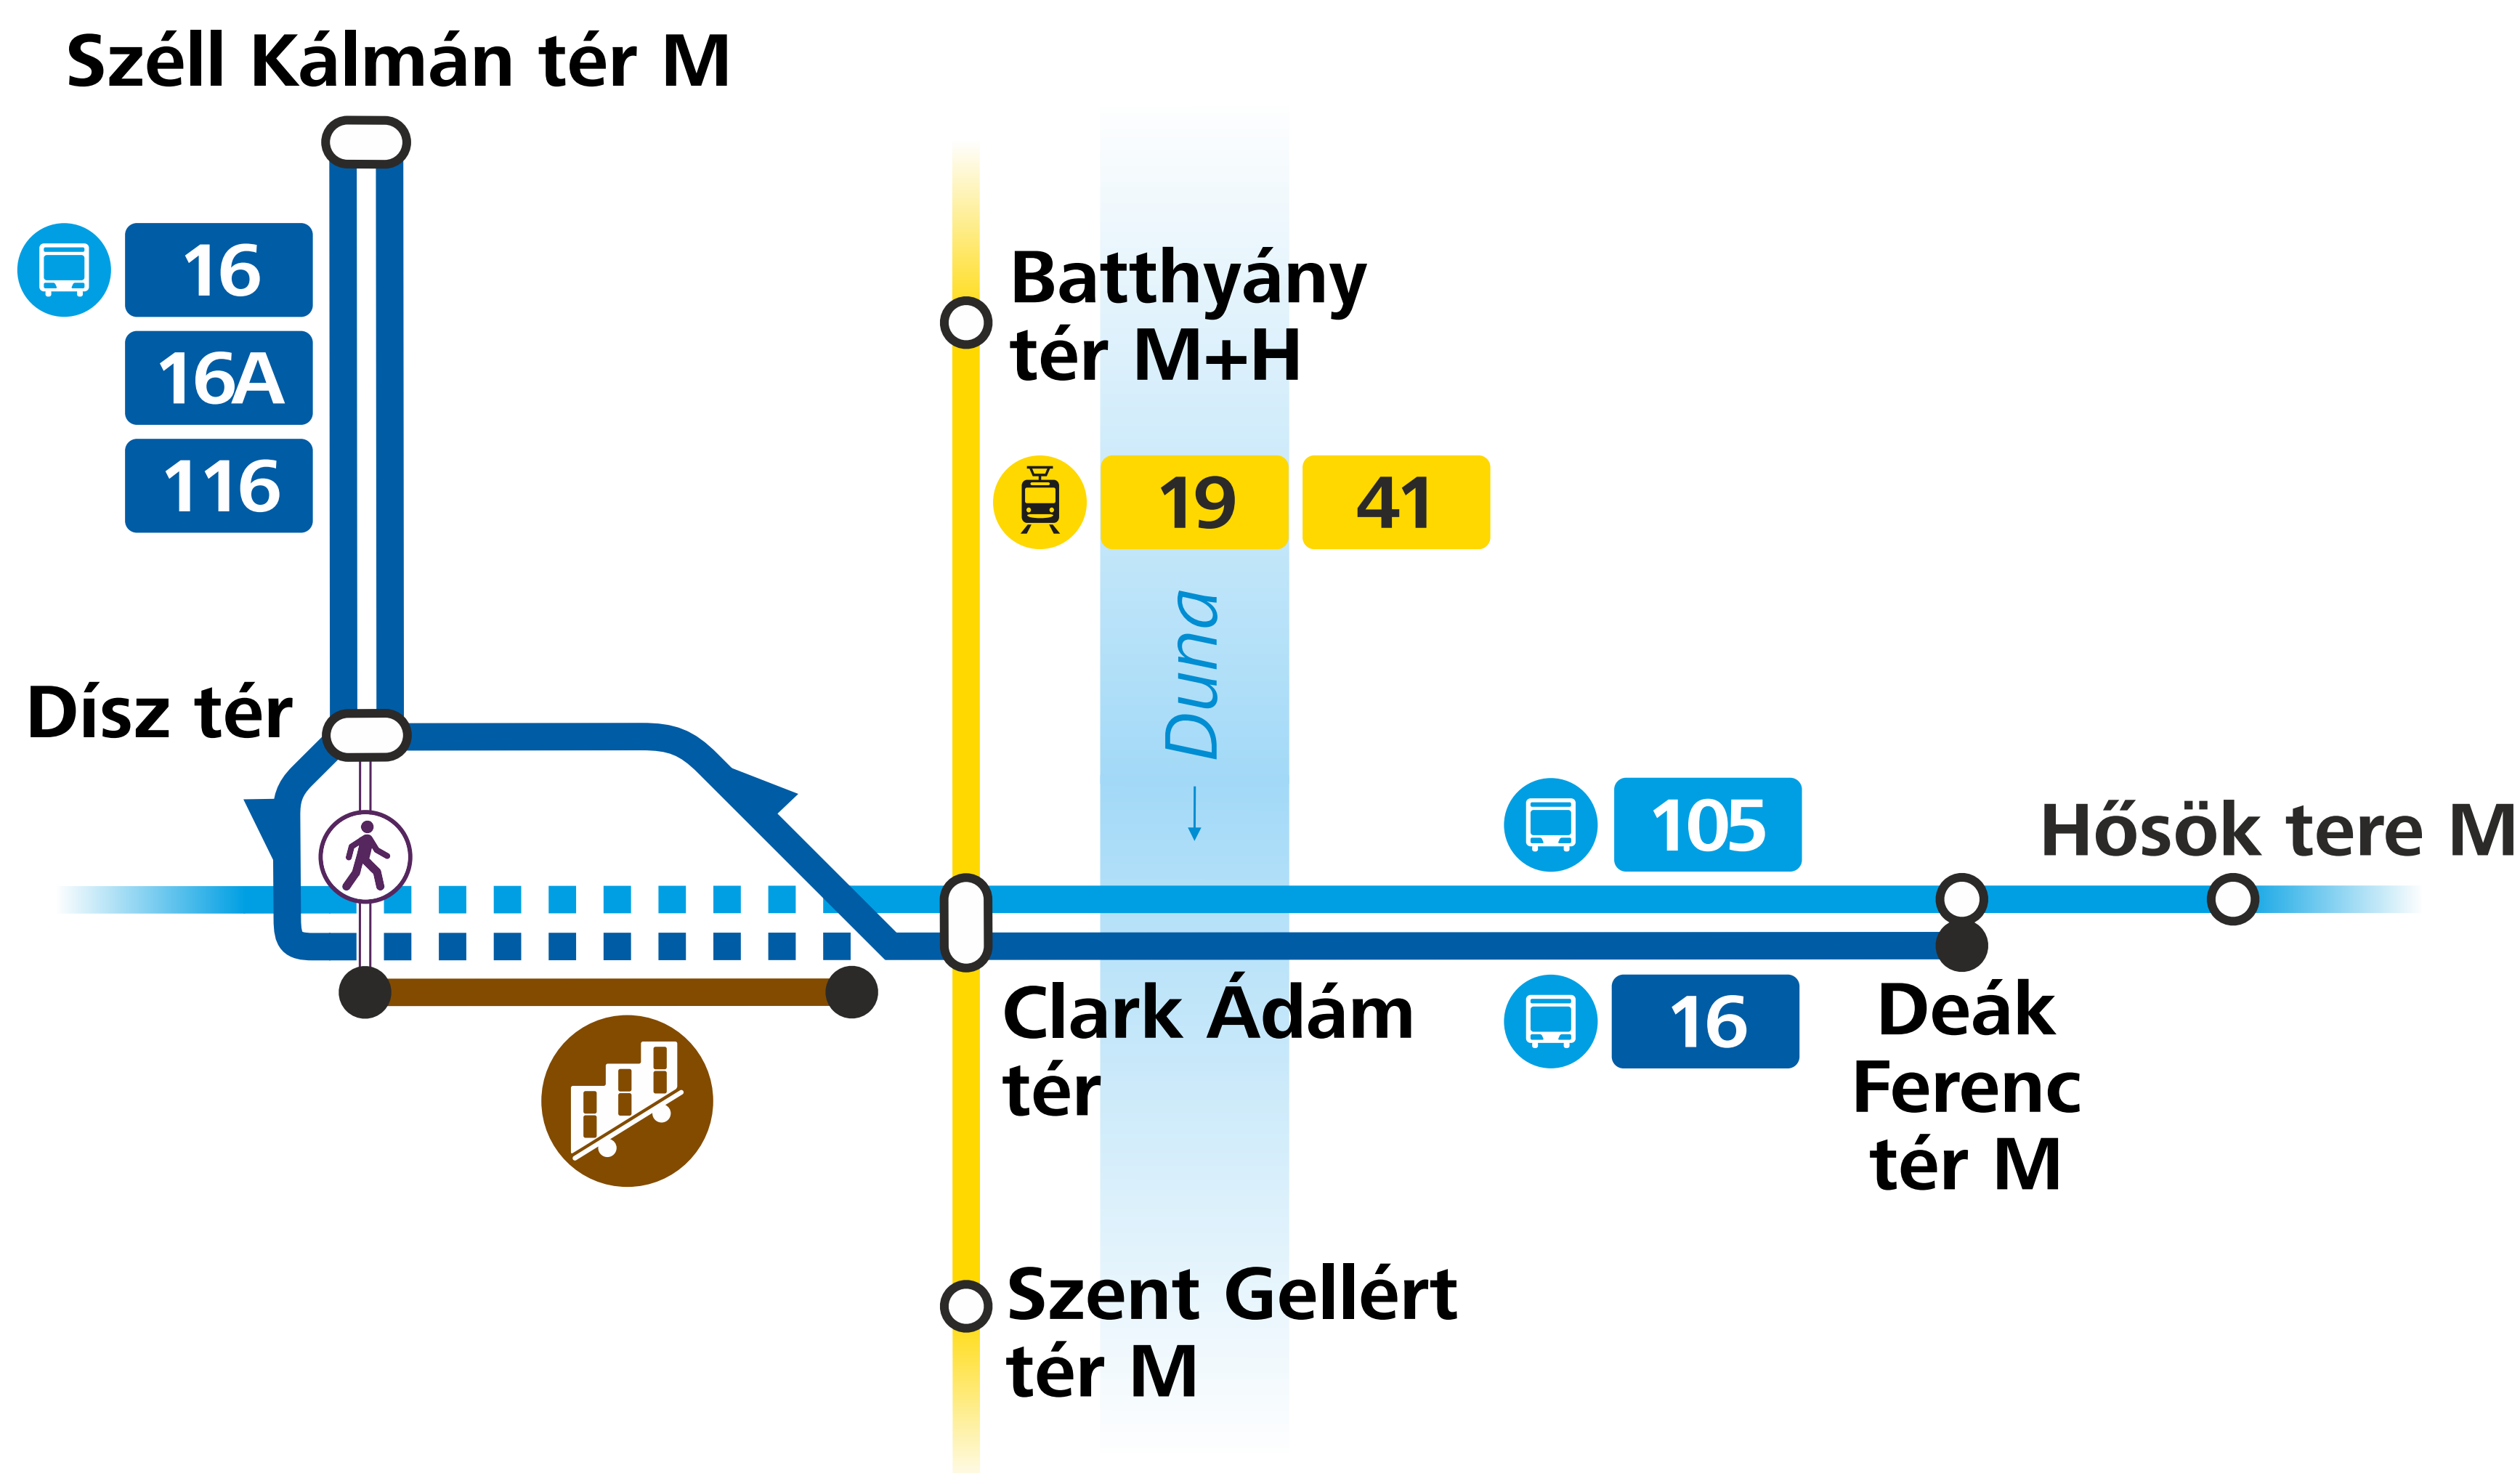 Széll Kálmán tér M
16
16A
116
Batthyány
tér M+H
19 41
Duna
Dísz tér
105
Hősök tere M
Clark Ádám
tér
16
Deák
Ferenc
tér M
Szent Gellért
tér M